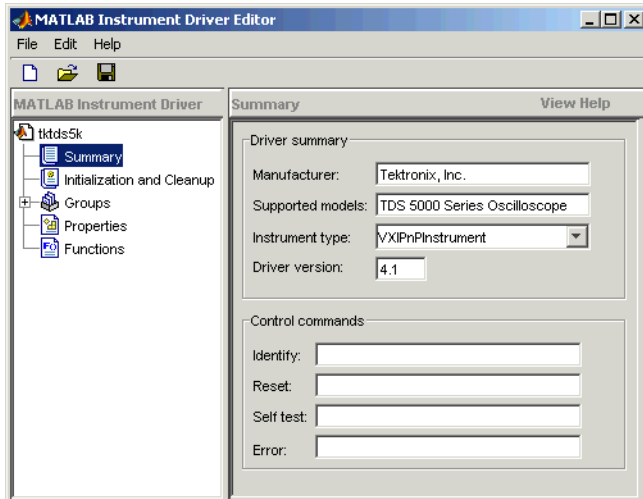 MATLAB Instrument Driver Editor
File Edit Help
MATLAB Instrument Driver
Summary View Help
tktds5k
Summary
Initialization and Cleanup
Groups
Properties
Functions
Driver summary
Manufacturer: Tektronix, Inc.
Supported models: TDS 5000 Series Oscilloscope
Instrument type: VXIPnPInstrument
Driver version: 4.1
Control commands
Identify:
Reset:
Self test:
Error: